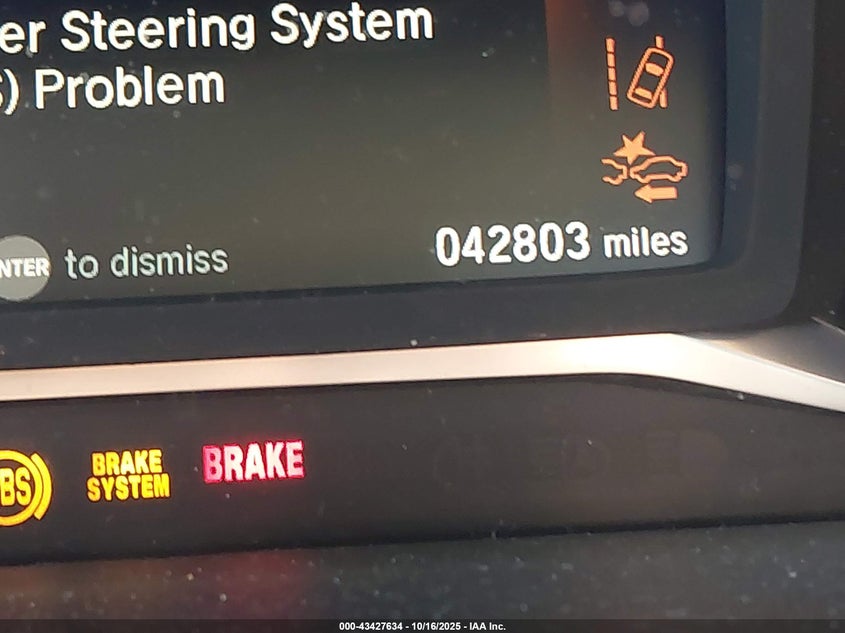 er Steering System
S) Problem
NTER to dismiss
042803 miles
BS
BRAKE
SYSTEM
BRAKE
000-43427634 - 10/16/2025 - IAA Inc.